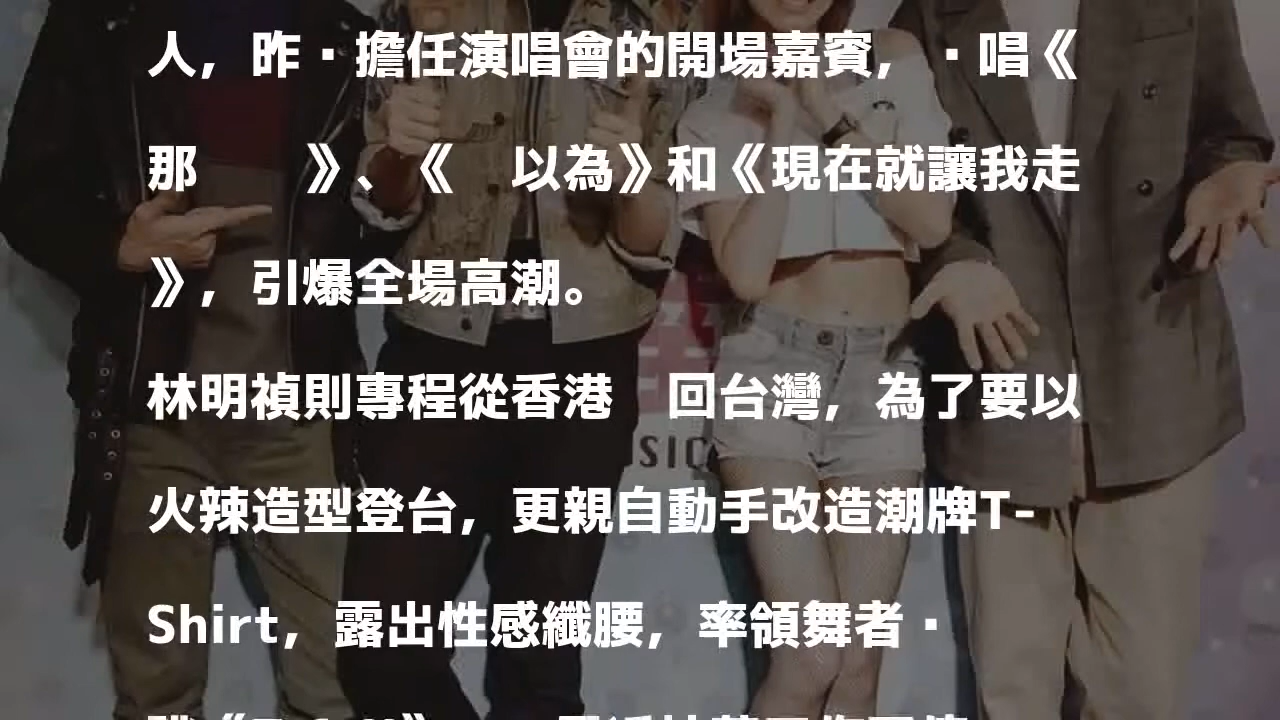 人，昨·擔任演唱會的開場嘉賓，·唱《
那　　》、《　以為》和《現在就讓我走
》，引爆全場高潮。
林明禎則專程從香港　回台灣，為了要以
火辣造型登台，更親自動手改造潮牌T-
Shirt，露出性感纖腰，率領舞者·
USIC